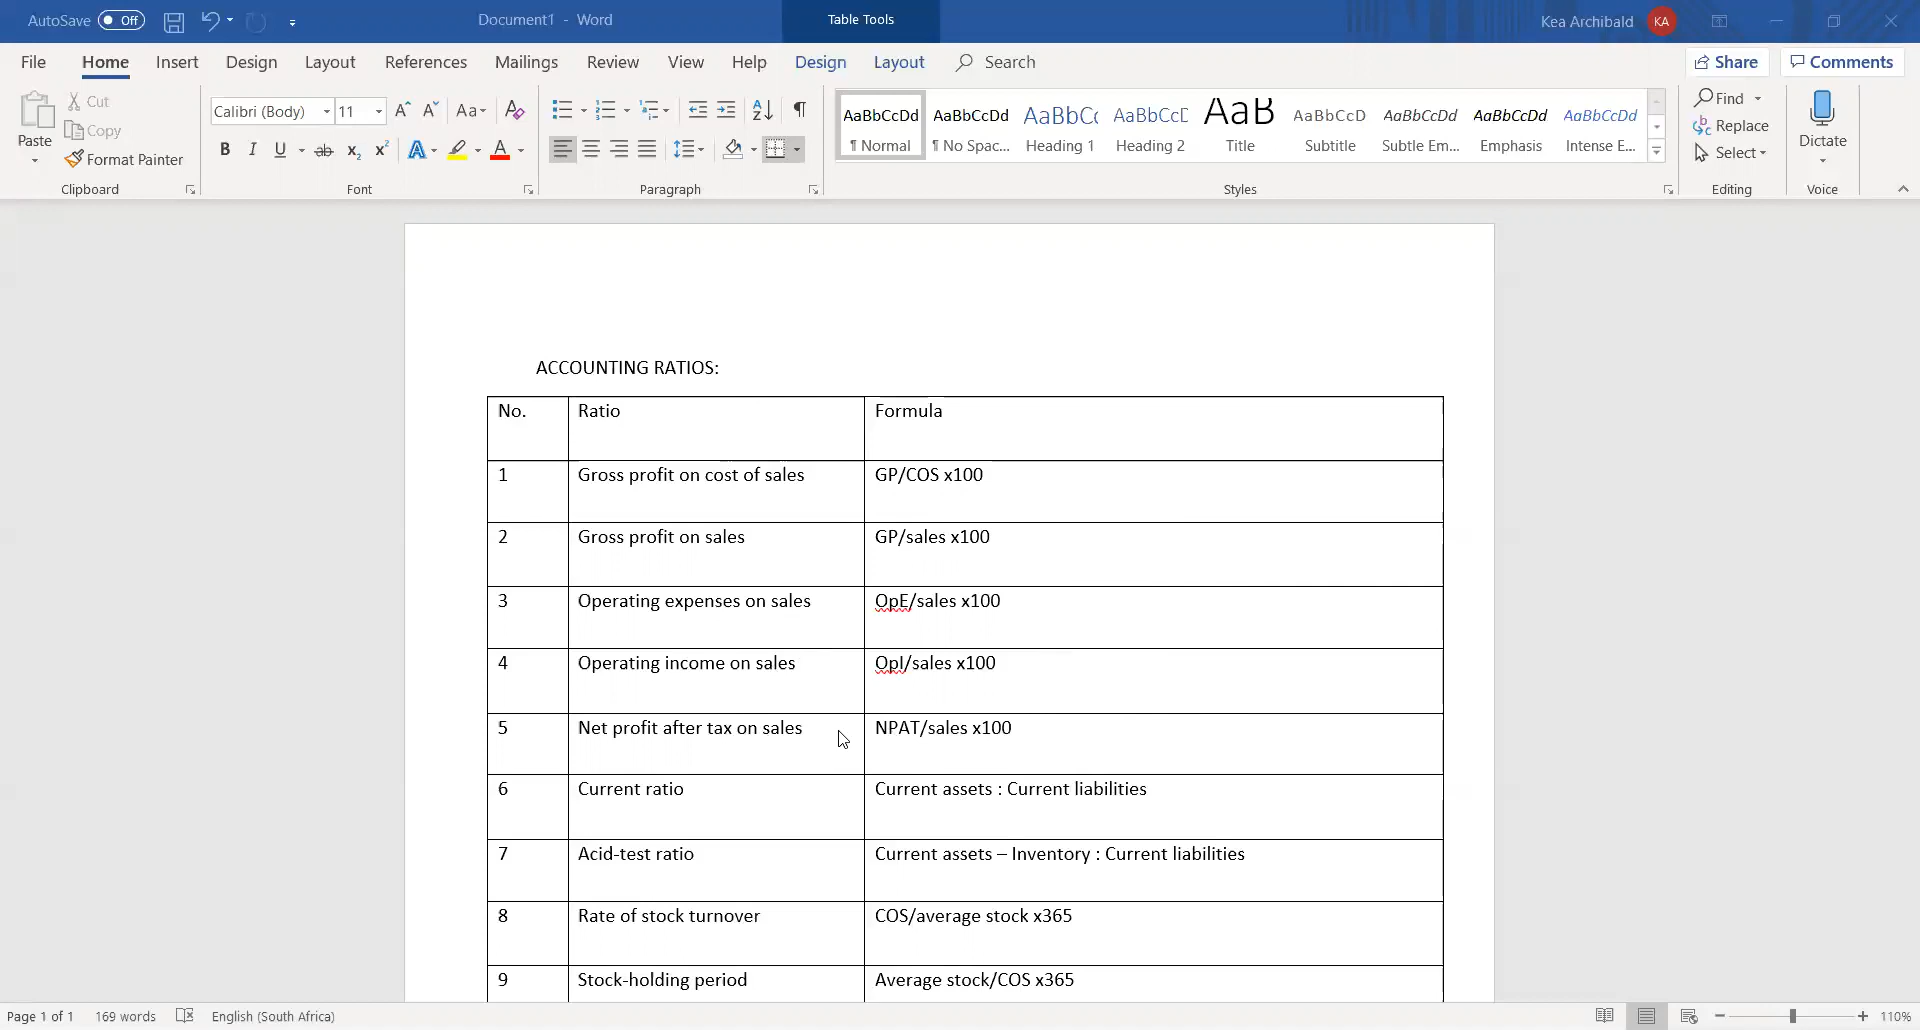 AutoSave Off
Document1 - Word
Table Tools
Kea Archibald KA
File Home Insert Design Layout References Mailings Review View Help Design Layout Search Share Comments
Paste
Cut
Copy
Format Painter
Clipboard
Calibri (Body) 11
Font
Paragraph
AaBbCcDd AaBbCcDd AaBbCc AaBbCcD AaB AaBbCcD AaBbCcDd AaBbCcDd AaBbCcDd
¶ Normal ¶ No Spac... Heading 1 Heading 2 Title Subtitle Subtle Em... Emphasis Intense E...
Styles
Find
Replace
Select
Editing
Dictate
Voice
ACCOUNTING RATIOS:
No. Ratio Formula
1 Gross profit on cost of sales GP/COS x100
2 Gross profit on sales GP/sales x100
3 Operating expenses on sales OpE/sales x100
4 Operating income on sales OpI/sales x100
5 Net profit after tax on sales NPAT/sales x100
6 Current ratio Current assets : Current liabilities
7 Acid-test ratio Current assets – Inventory : Current liabilities
8 Rate of stock turnover COS/average stock x365
9 Stock-holding period Average stock/COS x365
Page 1 of 1 169 words English (South Africa) 110%